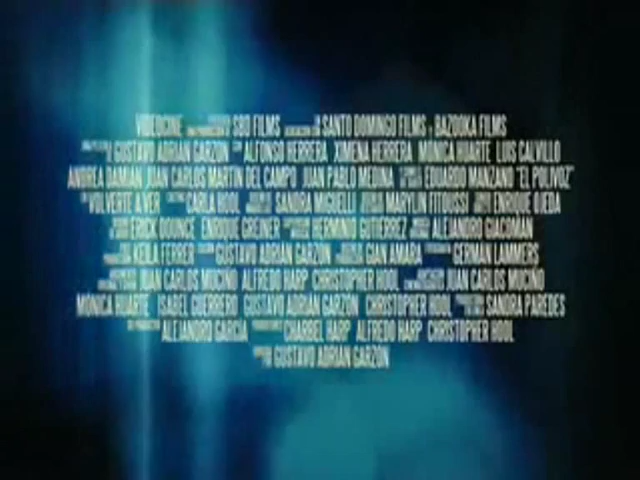 VIDEOCINE SBD FILMS SANTO DOMINGO FILMS BAZOOKA FILMS
GUSTAVO ADRIAN GARZON ALFONSO HERRERA XIMENA HERRERA MONICA HUARTE LUIS CALVILLO
ANDREA DAMIAN JUAN CARLOS MARTIN DEL CAMPO JUAN PABLO MEDINA EDUARDO MANZANO "EL POLIVOZ"
VOLVERTE A VER CARLA HOOL SANDRA MIGUELI MARYLIN FITOUSSI ENRIQUE OJEDA
ERICK DOUNCE ENRIQUE GREINER HERMINIO GUTIERREZ ALEJANDRO GIACOMAN
KEILA FERRER GUSTAVO ADRIAN GARZON GIAN AMARA GERMAN LAMMERS
JUAN CARLOS MOCINO ALFREDO HARP CHRISTOPHER HOOL JUAN CARLOS MOCINO
MONICA HUARTE ISABEL GUERRERO GUSTAVO ADRIAN GARZON CHRISTOPHER HOOL SANDRA PAREDES
ALEJANDRO GARCIA CHARBEL HARP ALFREDO HARP CHRISTOPHER HOOL
GUSTAVO ADRIAN GARZON